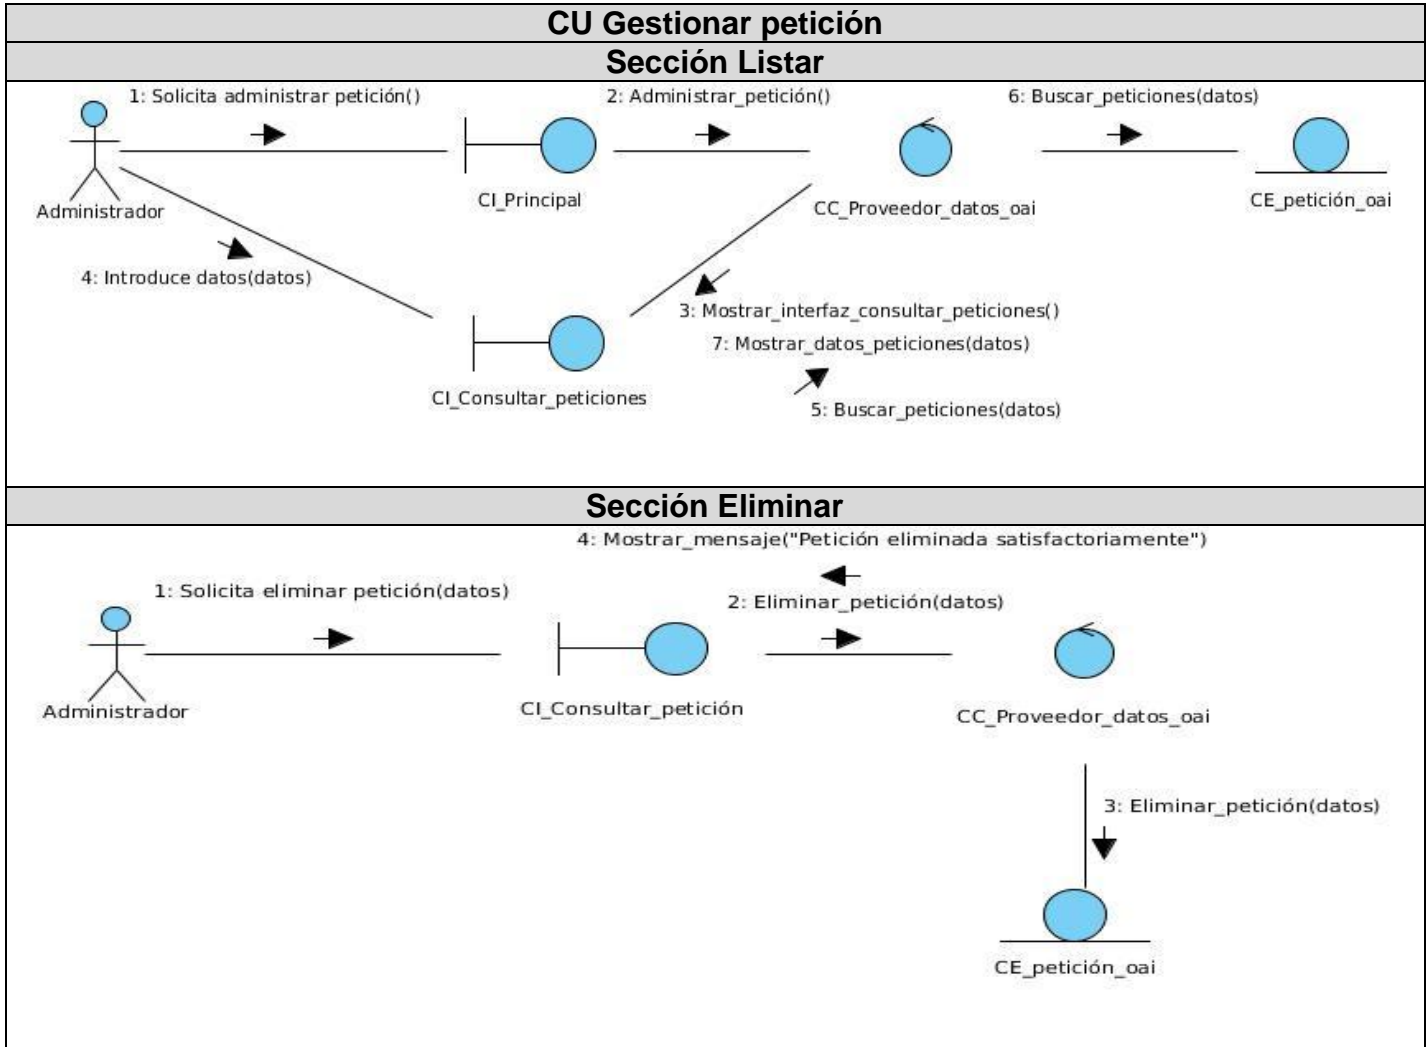 CU Gestionar petición
Sección Listar
1: Solicita administrar petición()
2: Administrar_petición()
6: Buscar_peticiones(datos)
Administrador
CI_Principal
CC_Proveedor_datos_oai
CE_petición_oai
4: Introduce datos(datos)
3: Mostrar_interfaz_consultar_peticiones()
7: Mostrar_datos_peticiones(datos)
CI_Consultar_peticiones
5: Buscar_peticiones(datos)
Sección Eliminar
4: Mostrar_mensaje("Petición eliminada satisfactoriamente")
1: Solicita eliminar petición(datos)
2: Eliminar_petición(datos)
Administrador
CI_Consultar_petición
CC_Proveedor_datos_oai
3: Eliminar_petición(datos)
CE_petición_oai